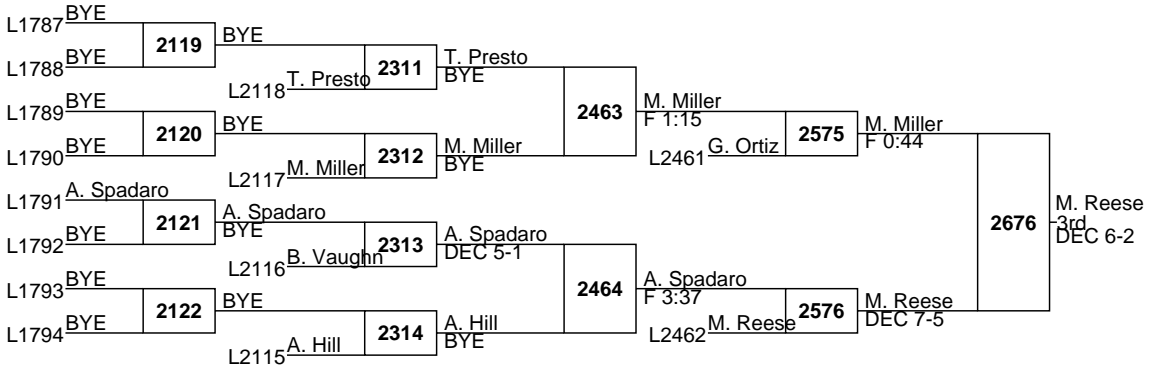 L1787 BYE
2119
BYE
L1788 BYE
2311
T. Presto
BYE
L2118 T. Presto
L1789 BYE
2120
BYE
L1790 BYE
2312
M. Miller
BYE
L2117 M. Miller
2463
M. Miller
F 1:15
L2461 G. Ortiz
2575
M. Miller
F 0:44
L1791 A. Spadaro
2121
A. Spadaro
BYE
L1792 BYE
2313
A. Spadaro
DEC 5-1
L2116 B. Vaughn
L1793 BYE
2122
BYE
L1794 BYE
2314
A. Hill
BYE
L2115 A. Hill
2464
A. Spadaro
F 3:37
L2462 M. Reese
2576
M. Reese
DEC 7-5
2676
M. Reese
3rd
DEC 6-2